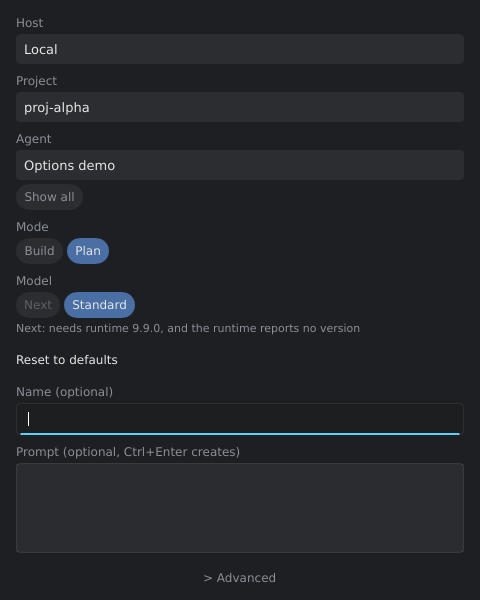 Host
Local
Project
proj-alpha
Agent
Options demo
Show all
Mode
Build Plan
Model
Next Standard
Next: needs runtime 9.9.0, and the runtime reports no version
Reset to defaults
Name (optional)
Prompt (optional, Ctrl+Enter creates)
> Advanced